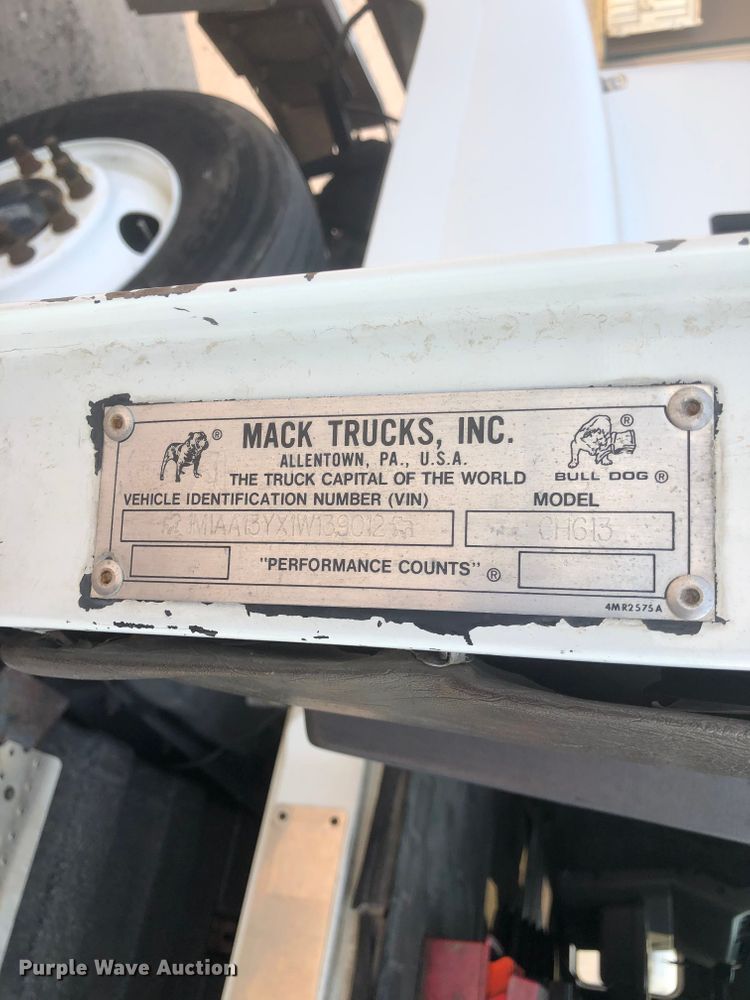 MACK TRUCKS, INC.
ALLENTOWN, PA., U.S.A.
THE TRUCK CAPITAL OF THE WORLD
BULL DOG ®
VEHICLE IDENTIFICATION NUMBER (VIN)
MODEL
1M1AA13YX1W139012
CH613
"PERFORMANCE COUNTS" ®
4MR2575A
Purple Wave Auction